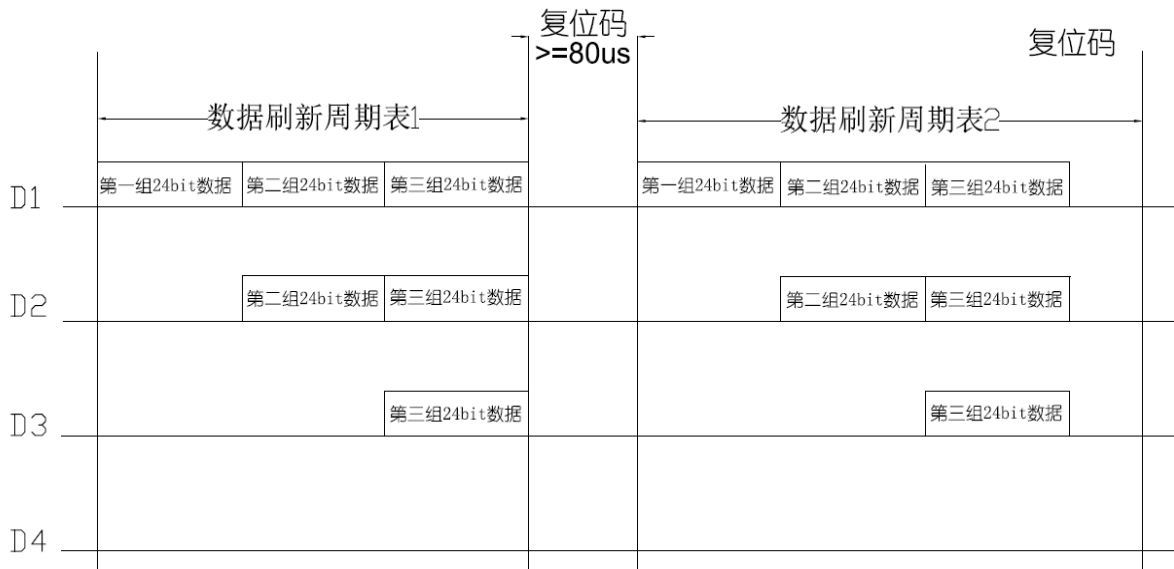 复位码
>=80us
复位码
数据刷新周期表1
数据刷新周期表2
D1 第一组24bit数据 第二组24bit数据 第三组24bit数据 第一组24bit数据 第二组24bit数据 第三组24bit数据
D2 第二组24bit数据 第三组24bit数据 第二组24bit数据 第三组24bit数据
D3 第三组24bit数据 第三组24bit数据
D4